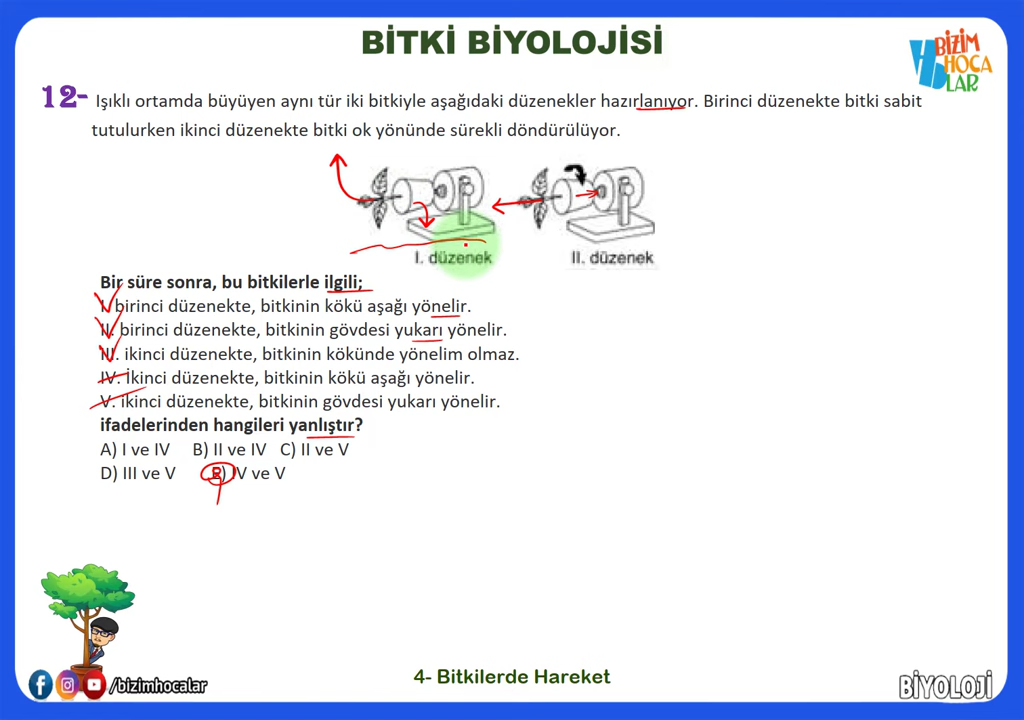 BİTKİ BİYOLOJİSİ
BİZİM
HOCA
LAR
12- Işıklı ortamda büyüyen aynı tür iki bitkiyle aşağıdaki düzenekler hazırlanıyor. Birinci düzenekte bitki sabit
tutulurken ikinci düzenekte bitki ok yönünde sürekli döndürülüyor.
I. düzenek II. düzenek
Bir süre sonra, bu bitkilerle ilgili;
I. birinci düzenekte, bitkinin kökü aşağı yönelir.
II. birinci düzenekte, bitkinin gövdesi yukarı yönelir.
III. ikinci düzenekte, bitkinin kökünde yönelim olmaz.
IV. İkinci düzenekte, bitkinin kökü aşağı yönelir.
V. ikinci düzenekte, bitkinin gövdesi yukarı yönelir.
ifadelerinden hangileri yanlıştır?
A) I ve IV B) II ve IV C) II ve V
D) III ve V E) IV ve V
/bizimhocalar
4- Bitkilerde Hareket
BİYOLOJİ